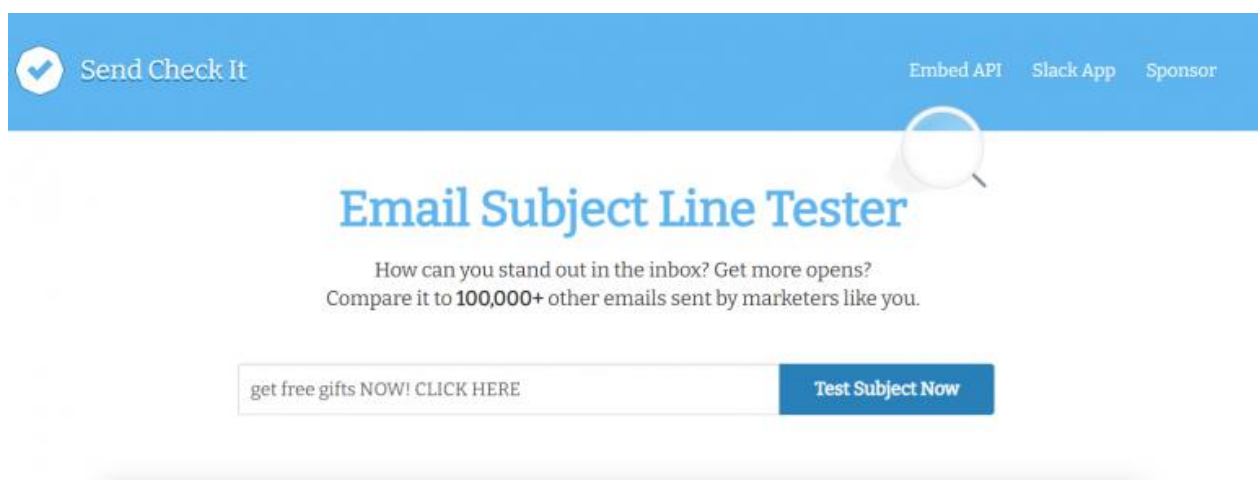 Send Check It
Embed API Slack App Sponsor
Email Subject Line Tester
How can you stand out in the inbox? Get more opens?
Compare it to 100,000+ other emails sent by marketers like you.
get free gifts NOW! CLICK HERE
Test Subject Now